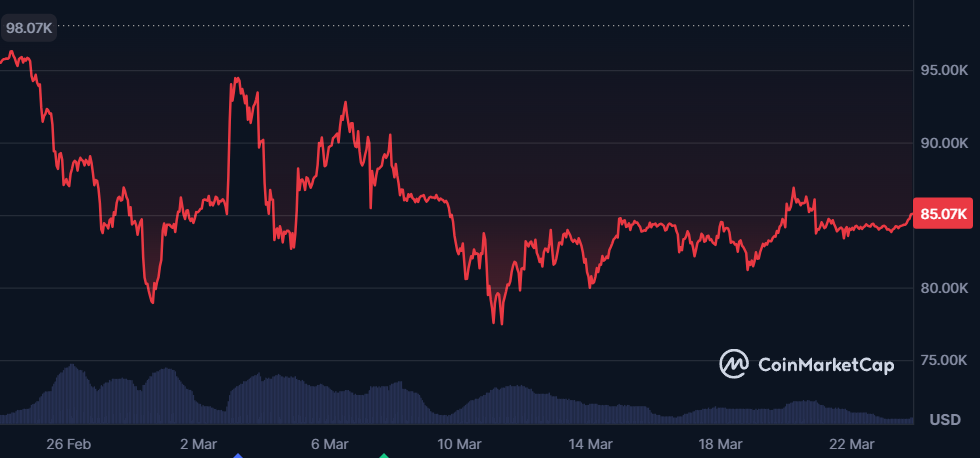 98.07K
95.00K
90.00K
85.07K
80.00K
75.00K
CoinMarketCap
USD
26 Feb
2 Mar
6 Mar
10 Mar
14 Mar
18 Mar
22 Mar